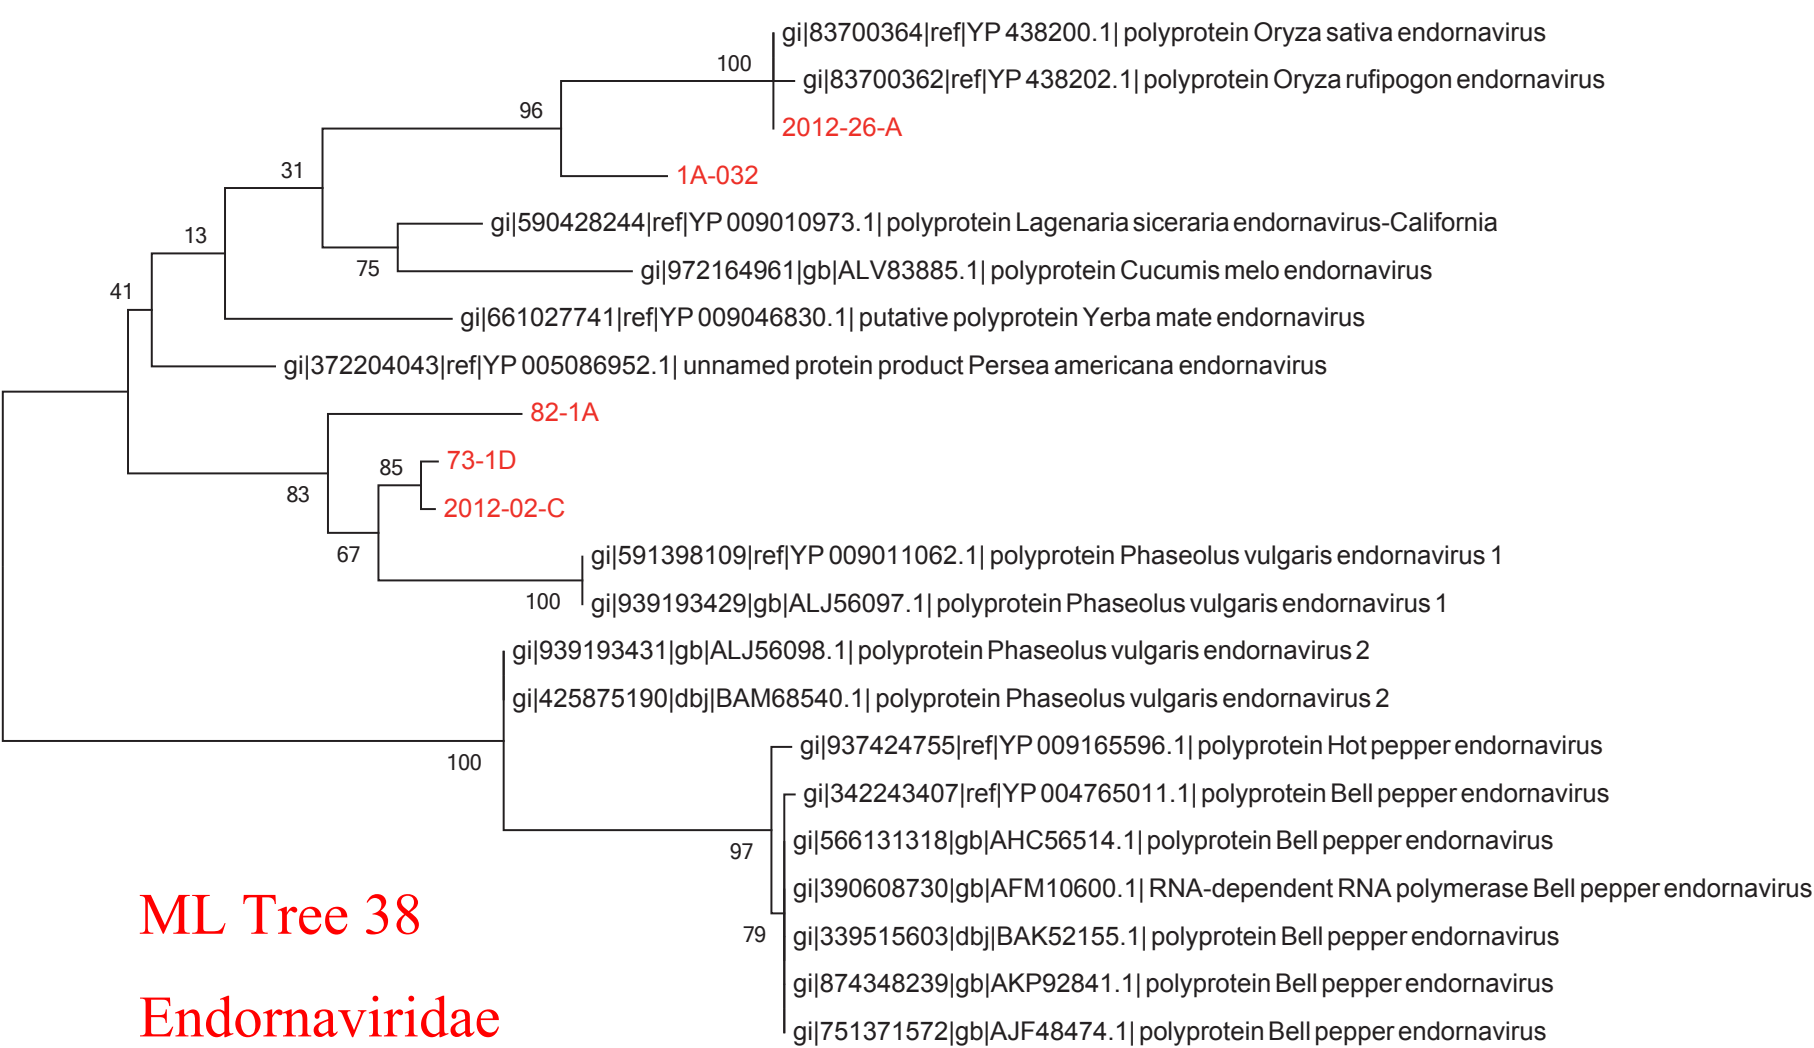 gi|83700364|ref|YP 438200.1| polyprotein Oryza sativa endornavirus
100
gi|83700362|ref|YP 438202.1| polyprotein Oryza rufipogon endornavirus
96
2012-26-A
31
1A-032
gi|590428244|ref|YP 009010973.1| polyprotein Lagenaria siceraria endornavirus-California
13
75
gi|972164961|gb|ALV83885.1| polyprotein Cucumis melo endornavirus
41
gi|661027741|ref|YP 009046830.1| putative polyprotein Yerba mate endornavirus
gi|372204043|ref|YP 005086952.1| unnamed protein product Persea americana endornavirus
82-1A
85
73-1D
83
2012-02-C
67
gi|591398109|ref|YP 009011062.1| polyprotein Phaseolus vulgaris endornavirus 1
100
gi|939193429|gb|ALJ56097.1| polyprotein Phaseolus vulgaris endornavirus 1
gi|939193431|gb|ALJ56098.1| polyprotein Phaseolus vulgaris endornavirus 2
gi|425875190|dbj|BAM68540.1| polyprotein Phaseolus vulgaris endornavirus 2
gi|937424755|ref|YP 009165596.1| polyprotein Hot pepper endornavirus
100
gi|342243407|ref|YP 004765011.1| polyprotein Bell pepper endornavirus
gi|566131318|gb|AHC56514.1| polyprotein Bell pepper endornavirus
97
gi|390608730|gb|AFM10600.1| RNA-dependent RNA polymerase Bell pepper endornavirus
79
gi|339515603|dbj|BAK52155.1| polyprotein Bell pepper endornavirus
gi|874348239|gb|AKP92841.1| polyprotein Bell pepper endornavirus
gi|751371572|gb|AJF48474.1| polyprotein Bell pepper endornavirus
ML Tree 38
Endornaviridae